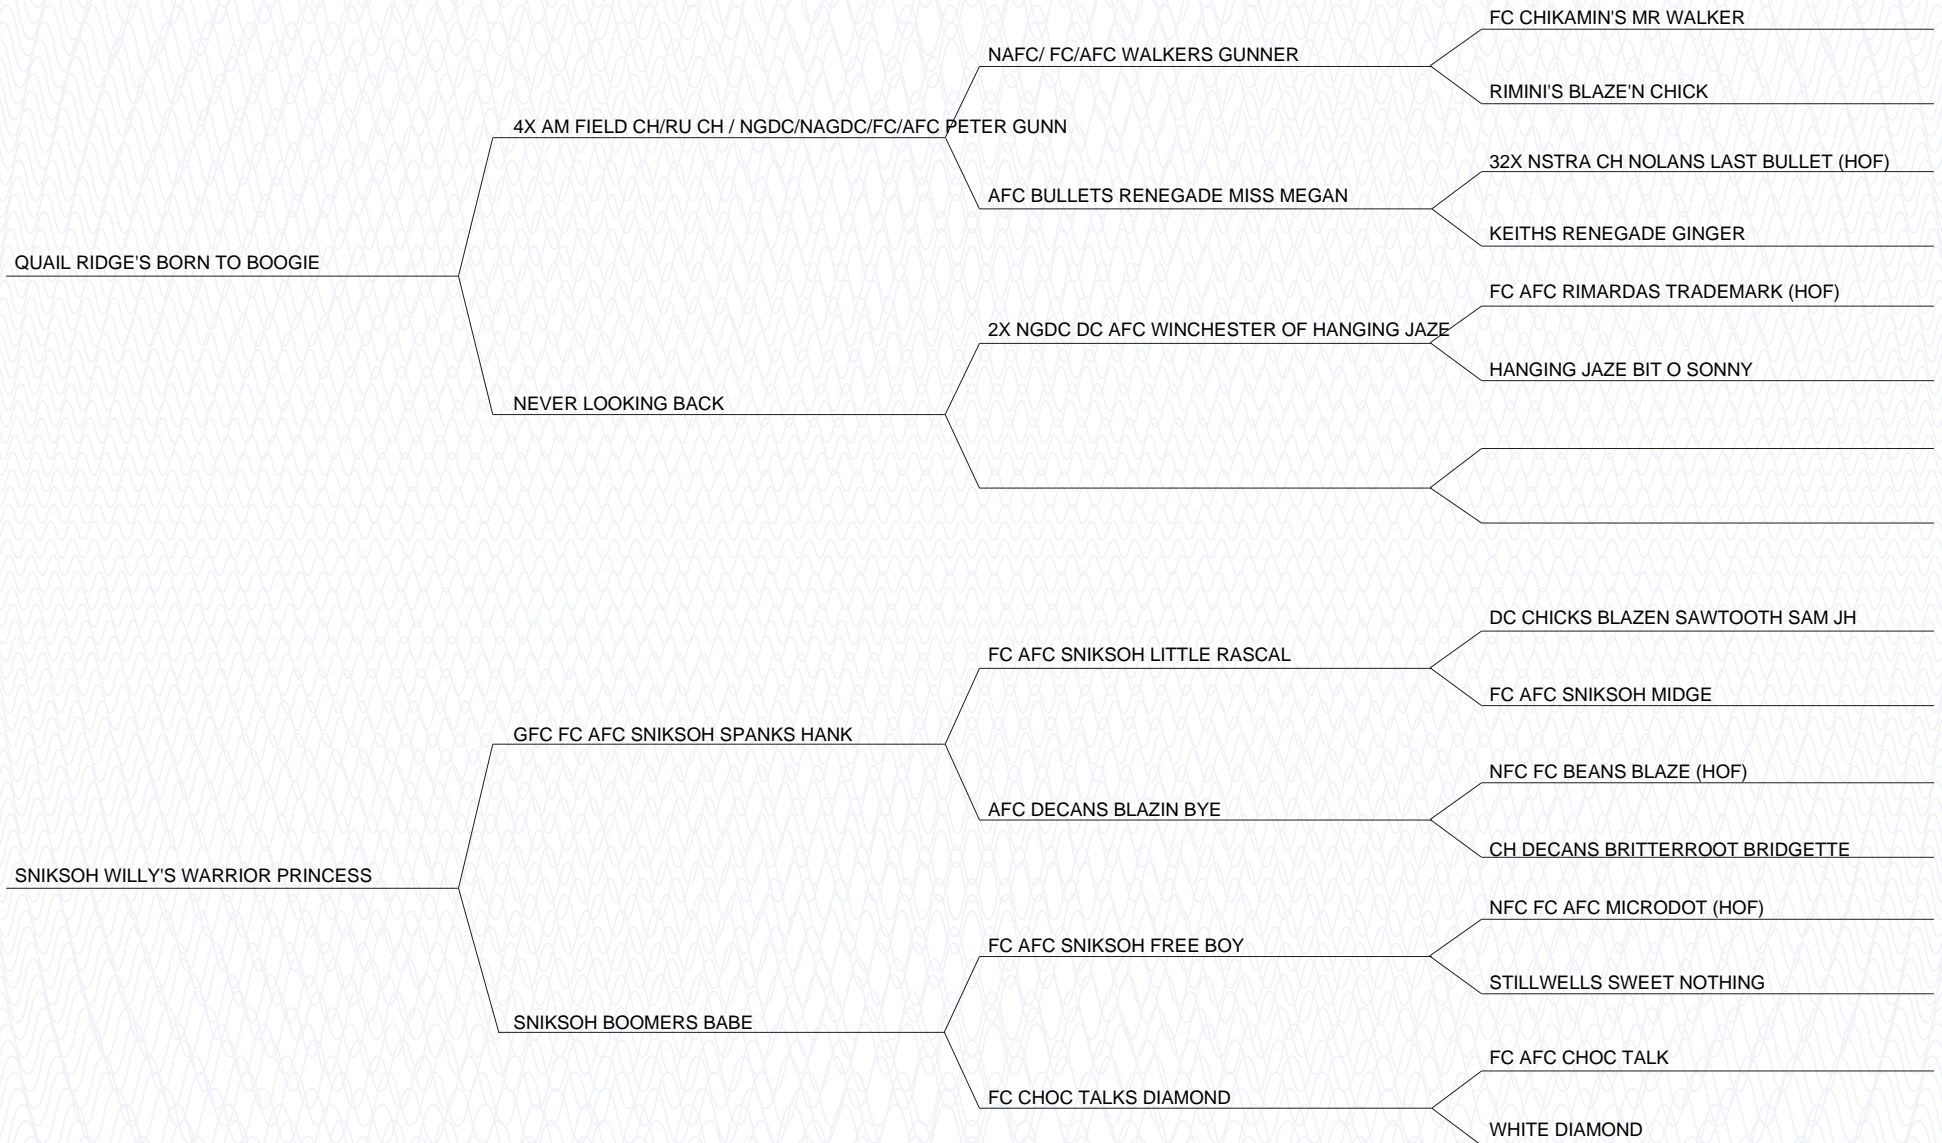 FC CHIKAMIN'S MR WALKER
NAFC/ FC/AFC WALKERS GUNNER
RIMINI'S BLAZE'N CHICK
4X AM FIELD CH/RU CH / NGDC/NAGDC/FC/AFC PETER GUNN
32X NSTRA CH NOLANS LAST BULLET (HOF)
AFC BULLETS RENEGADE MISS MEGAN
KEITHS RENEGADE GINGER
QUAIL RIDGE'S BORN TO BOOGIE
FC AFC RIMARDAS TRADEMARK (HOF)
2X NGDC DC AFC WINCHESTER OF HANGING JAZE
HANGING JAZE BIT O SONNY
NEVER LOOKING BACK
DC CHICKS BLAZEN SAWTOOTH SAM JH
FC AFC SNIKSOH LITTLE RASCAL
FC AFC SNIKSOH MIDGE
GFC FC AFC SNIKSOH SPANKS HANK
NFC FC BEANS BLAZE (HOF)
AFC DECANS BLAZIN BYE
CH DECANS BRITTERROOT BRIDGETTE
SNIKSOH WILLY'S WARRIOR PRINCESS
NFC FC AFC MICRODOT (HOF)
FC AFC SNIKSOH FREE BOY
STILLWELLS SWEET NOTHING
SNIKSOH BOOMERS BABE
FC AFC CHOC TALK
FC CHOC TALKS DIAMOND
WHITE DIAMOND